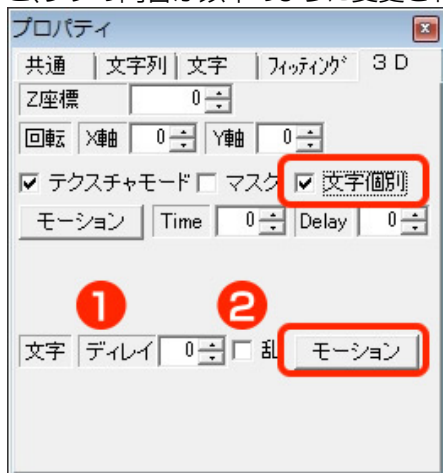 プロパティ
共通 文字列 文字 フィッティング 3D
Z座標 0
回転 X軸 0 Y軸 0
テクスチャモード マスク 文字個別
モーション Time 0 Delay 0
1 2
文字 ディレイ 0 乱 モーション